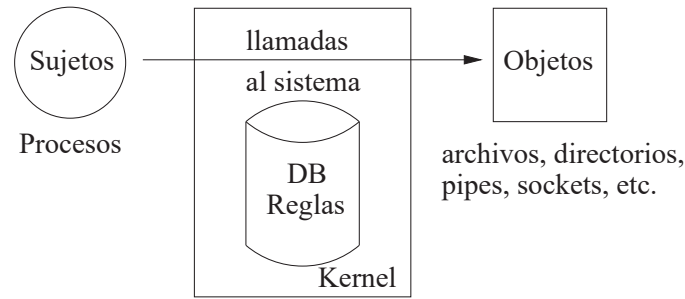 Sujetos
Procesos
llamadas
al sistema
DB
Reglas
Kernel
Objetos
archivos, directorios,
pipes, sockets, etc.